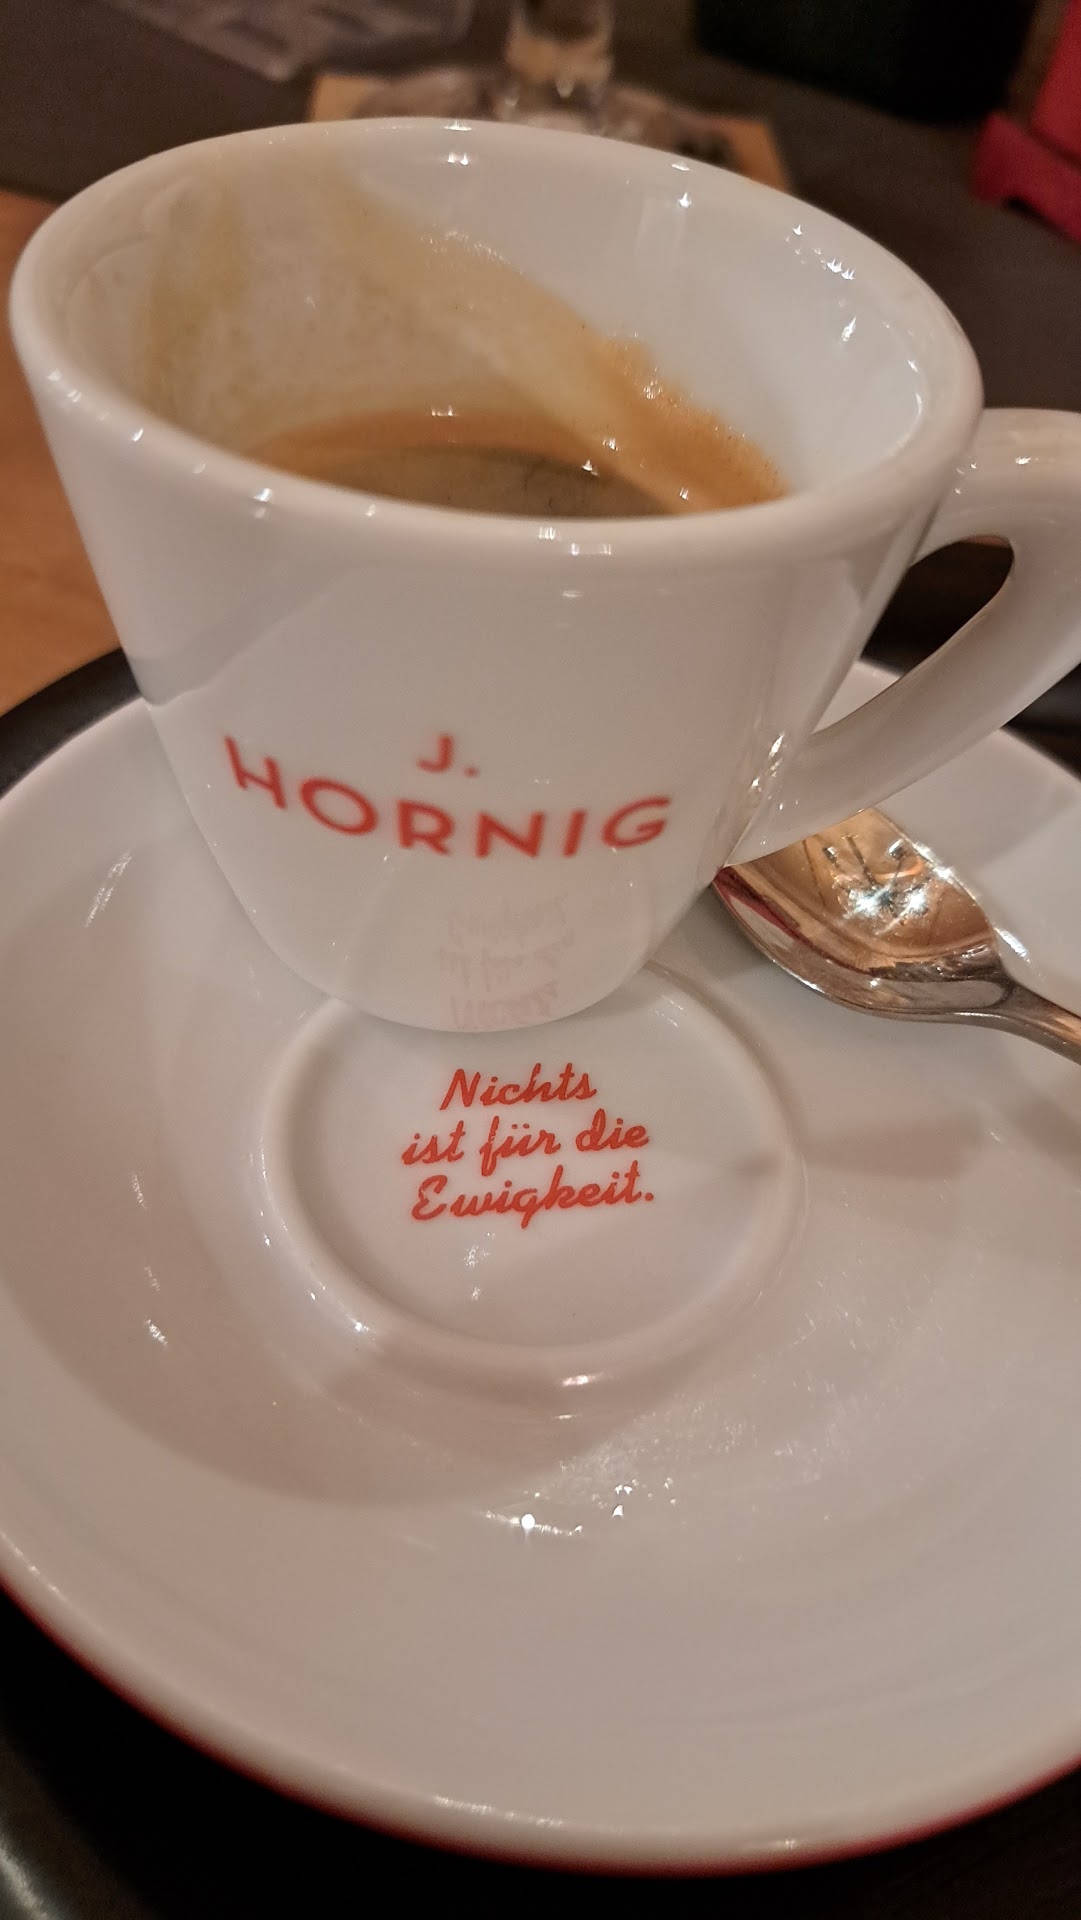 J.
HORNIG
Nichts
ist für die
Ewigkeit.